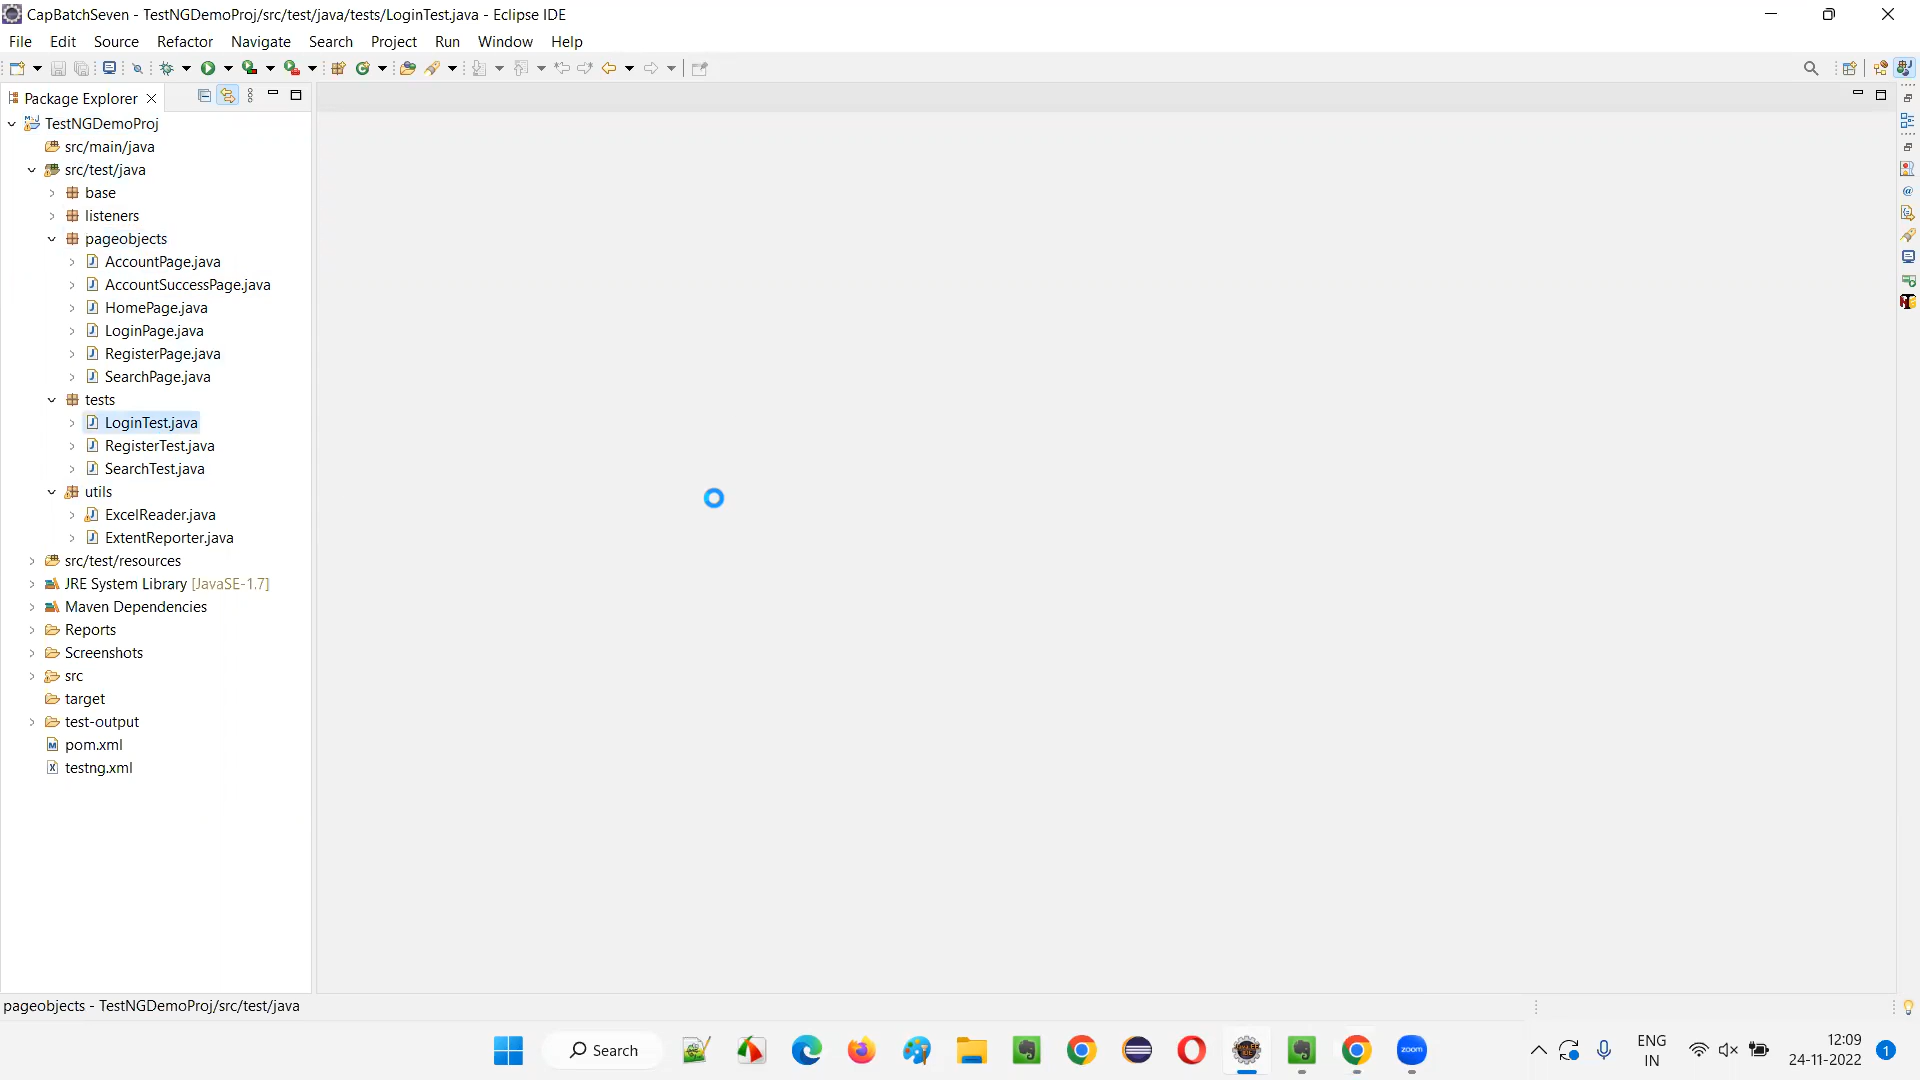 CapBatchSeven - TestNGDemoProj/src/test/java/tests/LoginTest.java - Eclipse IDE
File Edit Source Refactor Navigate Search Project Run Window Help
Package Explorer
TestNGDemoProj
src/main/java
src/test/java
base
listeners
pageobjects
AccountPage.java
AccountSuccessPage.java
HomePage.java
LoginPage.java
RegisterPage.java
SearchPage.java
tests
LoginTest.java
RegisterTest.java
SearchTest.java
utils
ExcelReader.java
ExtentReporter.java
src/test/resources
JRE System Library [JavaSE-1.7]
Maven Dependencies
Reports
Screenshots
src
target
test-output
pom.xml
testng.xml
pageobjects - TestNGDemoProj/src/test/java
Search
zoom
ENG
IN
12:09
24-11-2022
1